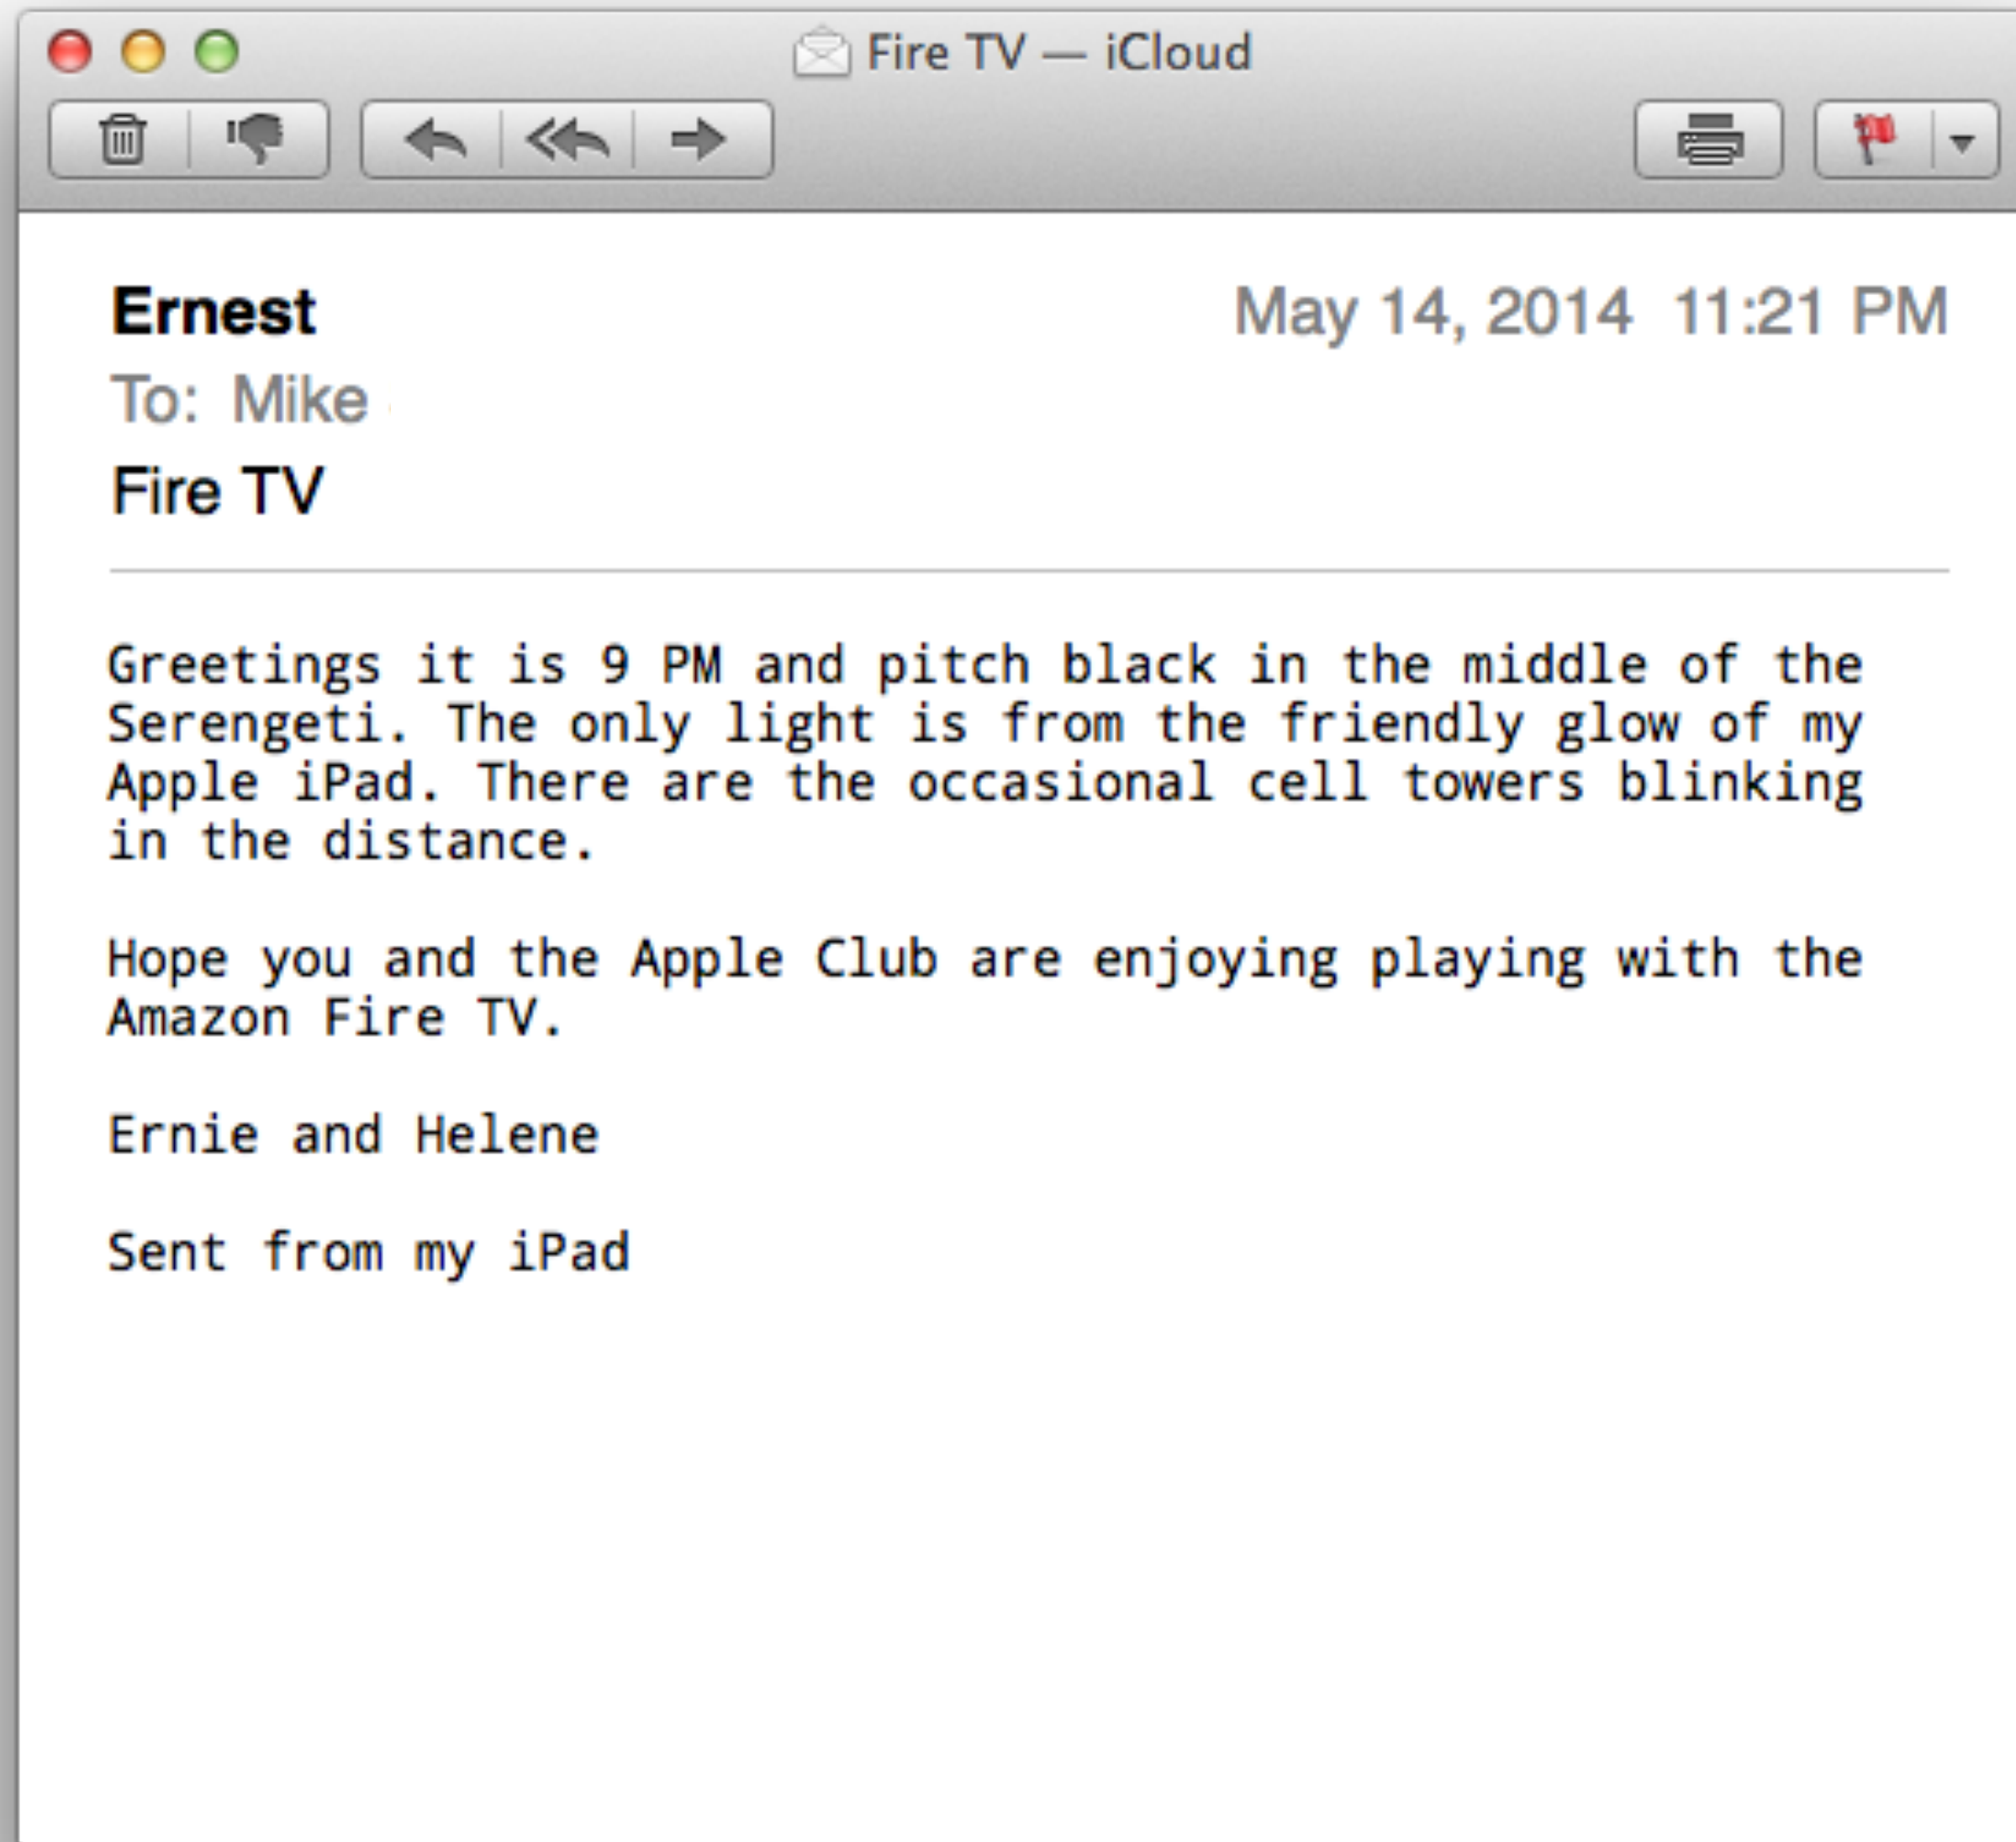 Fire TV — iCloud
Ernest May 14, 2014 11:21 PM
To: Mike
Fire TV
Greetings it is 9 PM and pitch black in the middle of the
Serengeti. The only light is from the friendly glow of my
Apple iPad. There are the occasional cell towers blinking
in the distance.
Hope you and the Apple Club are enjoying playing with the
Amazon Fire TV.
Ernie and Helene
Sent from my iPad